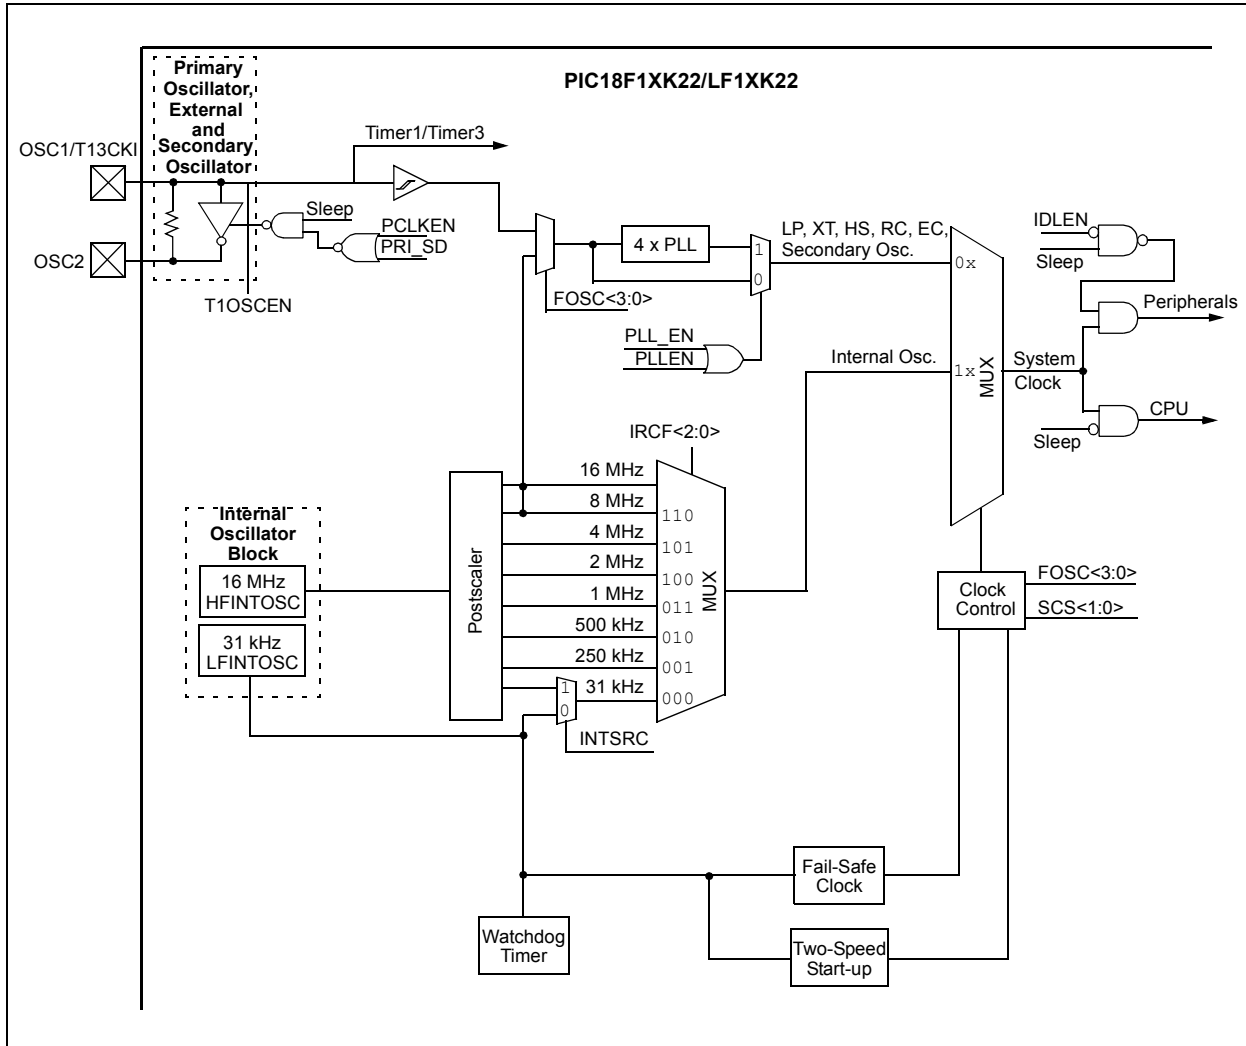 PIC18F1XK22/LF1XK22
Primary
Oscillator,
External
and
Secondary
Oscillator
OSC1/T13CKI
OSC2
Timer1/Timer3
Sleep
PCLKEN
PRI_SD
T1OSCEN
4 x PLL
1
0
FOSC<3:0>
PLL_EN
PLLEN
LP, XT, HS, RC, EC,
Secondary Osc.
0x
Internal Osc.
1x
MUX
System
Clock
IDLEN
Sleep
Peripherals
CPU
Sleep
IRCF<2:0>
16 MHz
8 MHz
110
4 MHz
101
2 MHz
100
1 MHz
011
500 kHz
010
250 kHz
001
31 kHz
000
MUX
1
0
INTSRC
Postscaler
Internal
Oscillator
Block
16 MHz
HFINTOSC
31 kHz
LFINTOSC
Clock
Control
FOSC<3:0>
SCS<1:0>
Fail-Safe
Clock
Watchdog
Timer
Two-Speed
Start-up